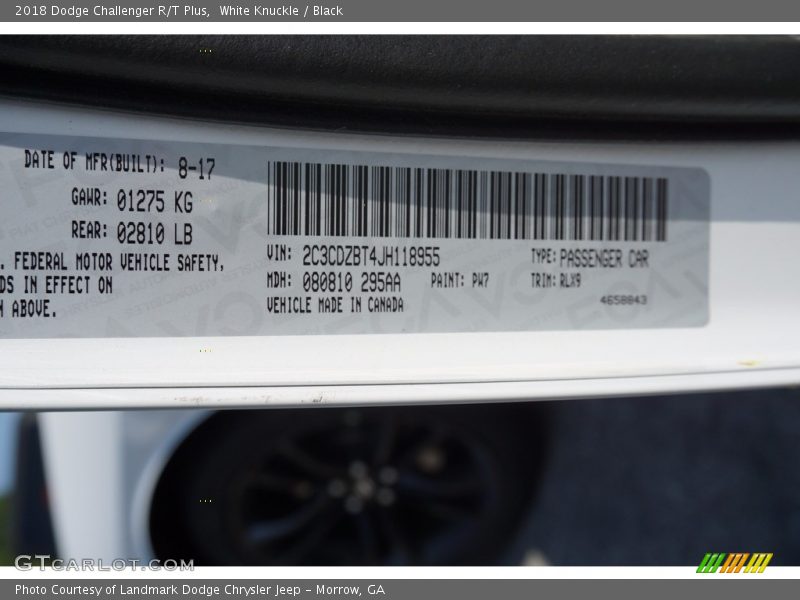 2018 Dodge Challenger R/T Plus,  White Knuckle / Black
DATE OF MFR(BUILT): 8-17
GAWR: 01275 KG
REAR: 02810 LB
. FEDERAL MOTOR VEHICLE SAFETY,
DS IN EFFECT ON
ABOVE.
VIN: 2C3CDZBT4JH118955
TYPE: PASSENGER CAR
MDH: 080810 295AA
PAINT: PW7
TRIM: RLX9
VEHICLE MADE IN CANADA
4658843
GTCARLOT.COM
Photo Courtesy of Landmark Dodge Chrysler Jeep - Morrow, GA